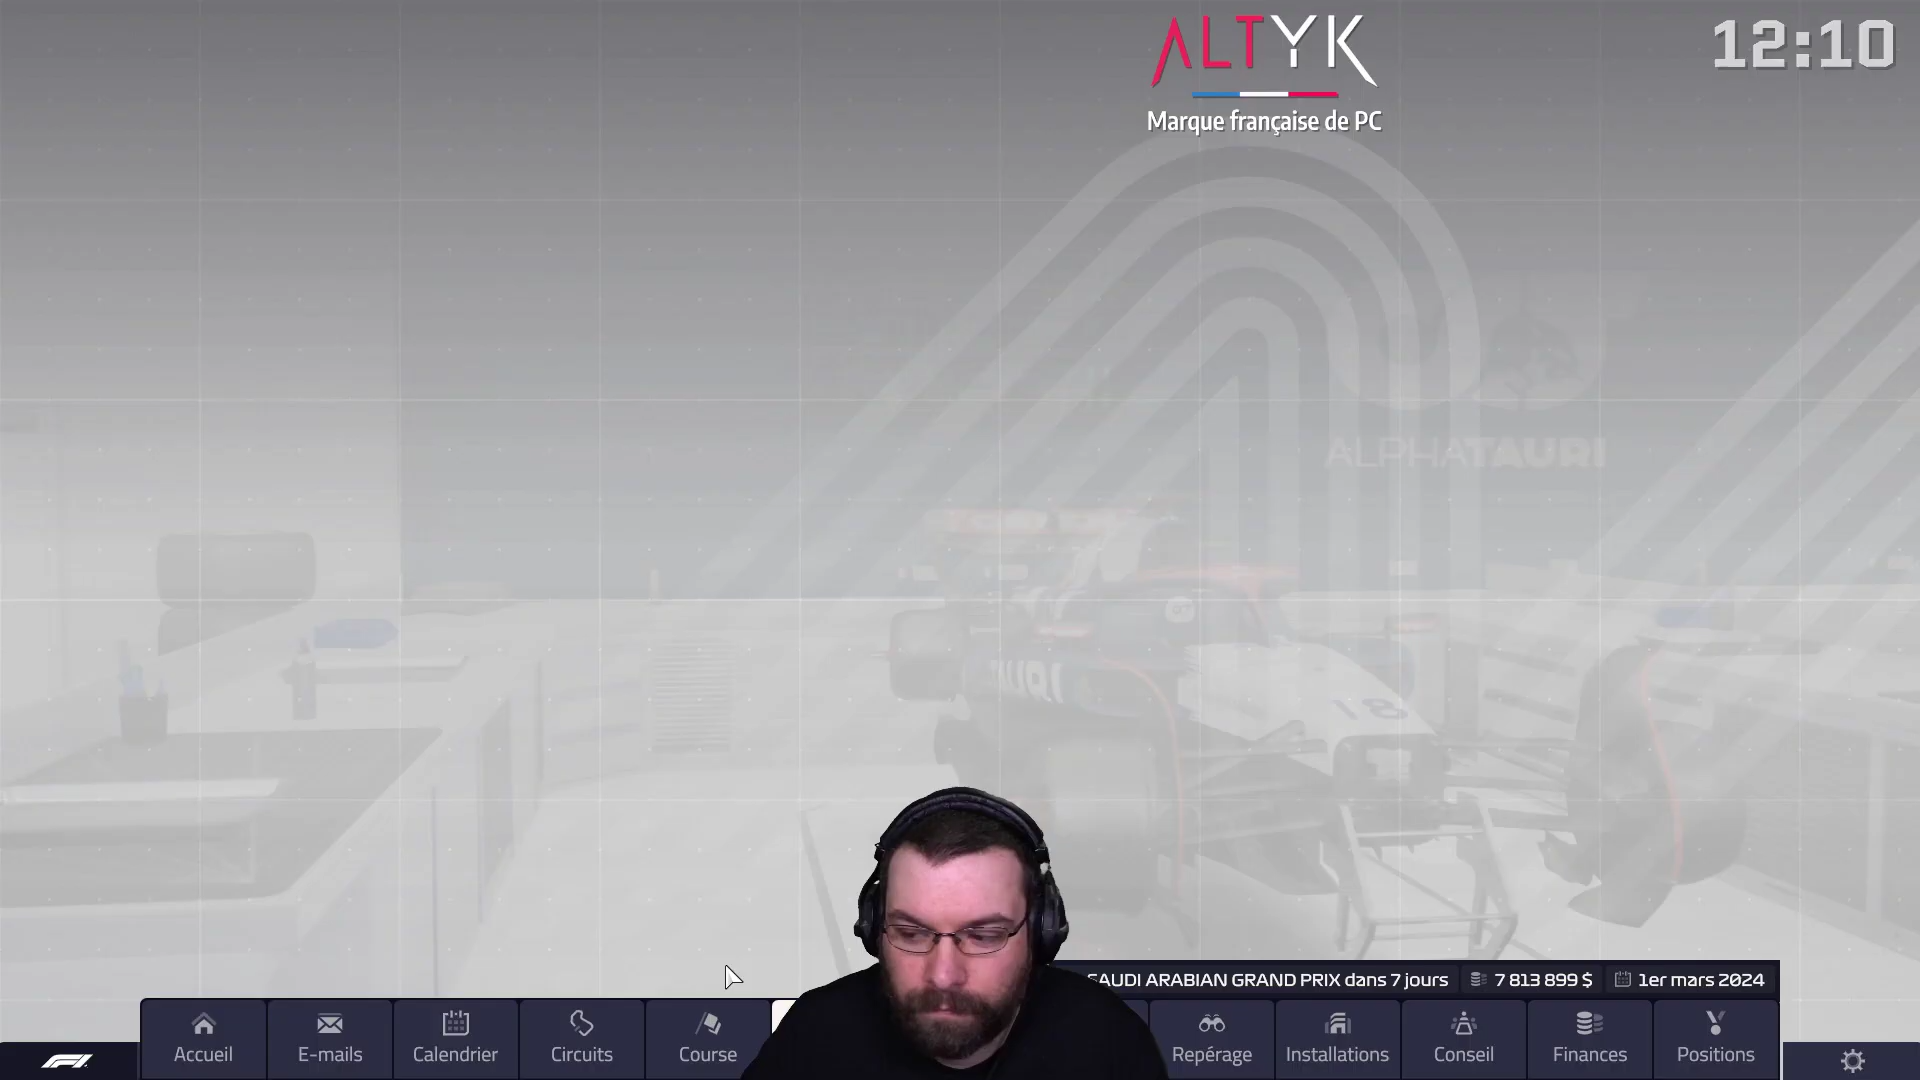 ALTYK
12:10
Marque française de PC
ALPHATAURI
18
SAUDI ARABIAN GRAND PRIX dans 7 jours
7 813 899 $
1er mars 2024
Accueil
E-mails
Calendrier
Circuits
Course
Repérage
Installations
Conseil
Finances
Positions